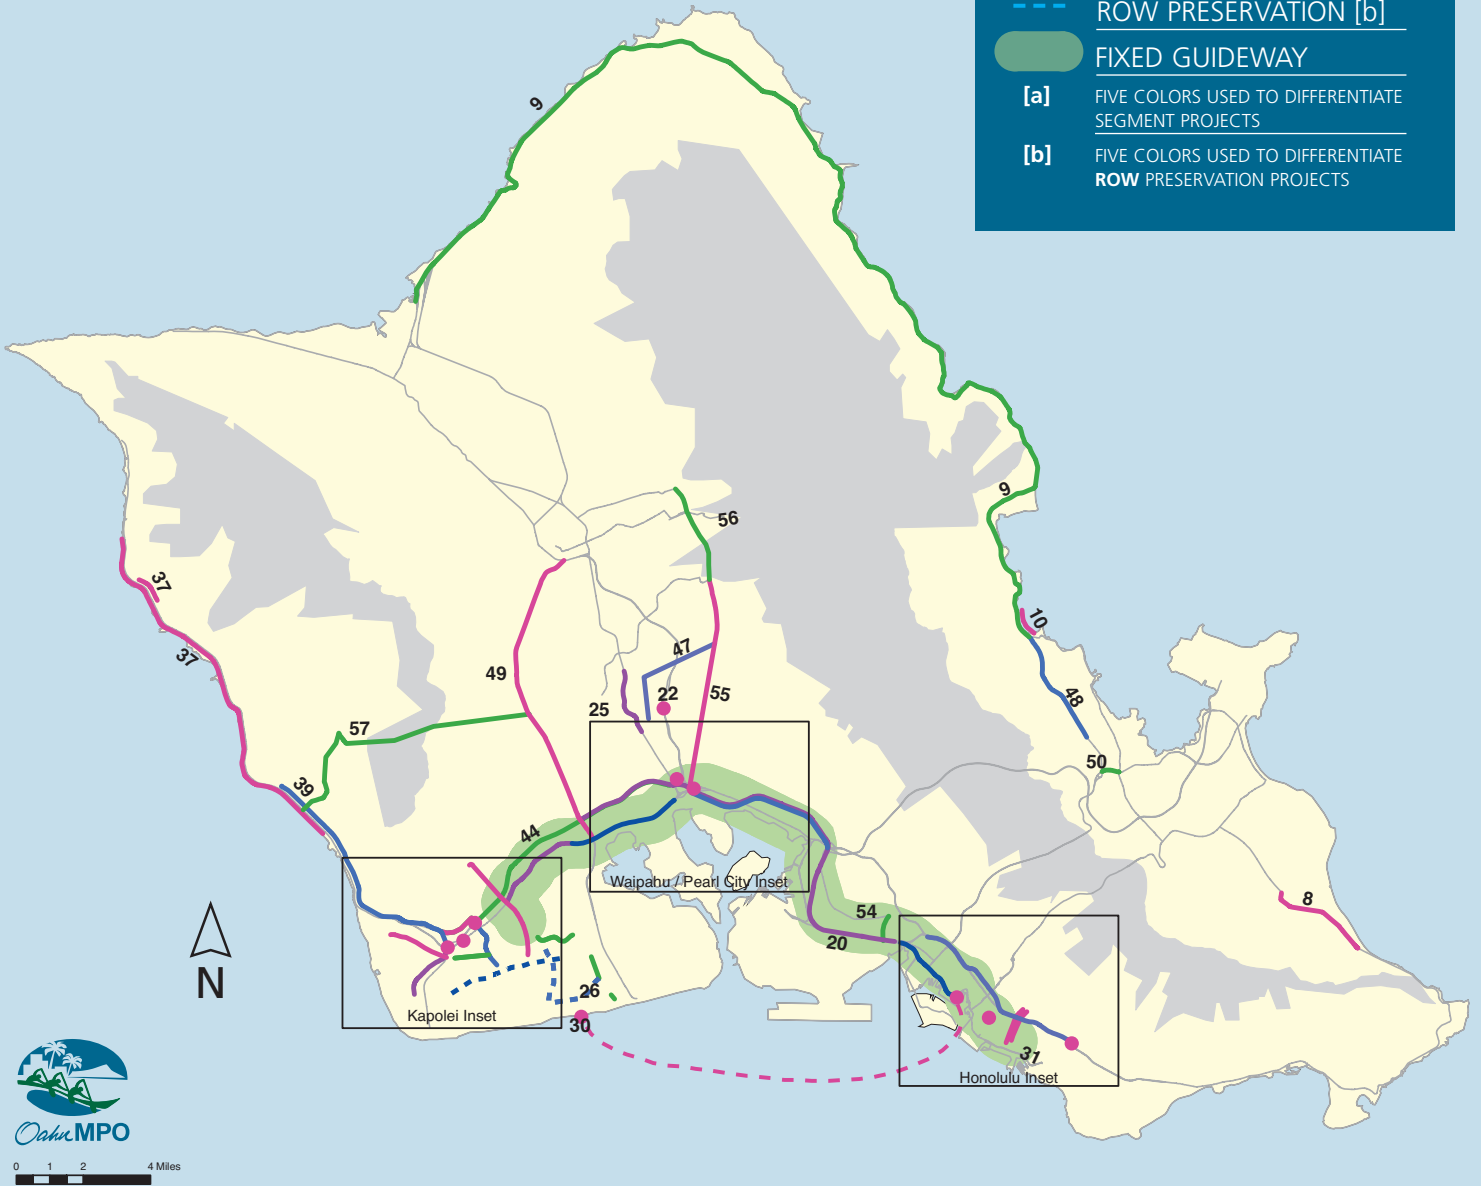 ROW PRESERVATION [b]
FIXED GUIDEWAY
[a] FIVE COLORS USED TO DIFFERENTIATE
SEGMENT PROJECTS
[b] FIVE COLORS USED TO DIFFERENTIATE
ROW PRESERVATION PROJECTS
9
9
56
37
10
37
47
49
22
55
48
25
57
50
39
44
Waipahu / Pearl City Inset
8
54
20
N
26
Kapolei Inset
30
31
Honolulu Inset
OahuMPO
0 1 2 4 Miles